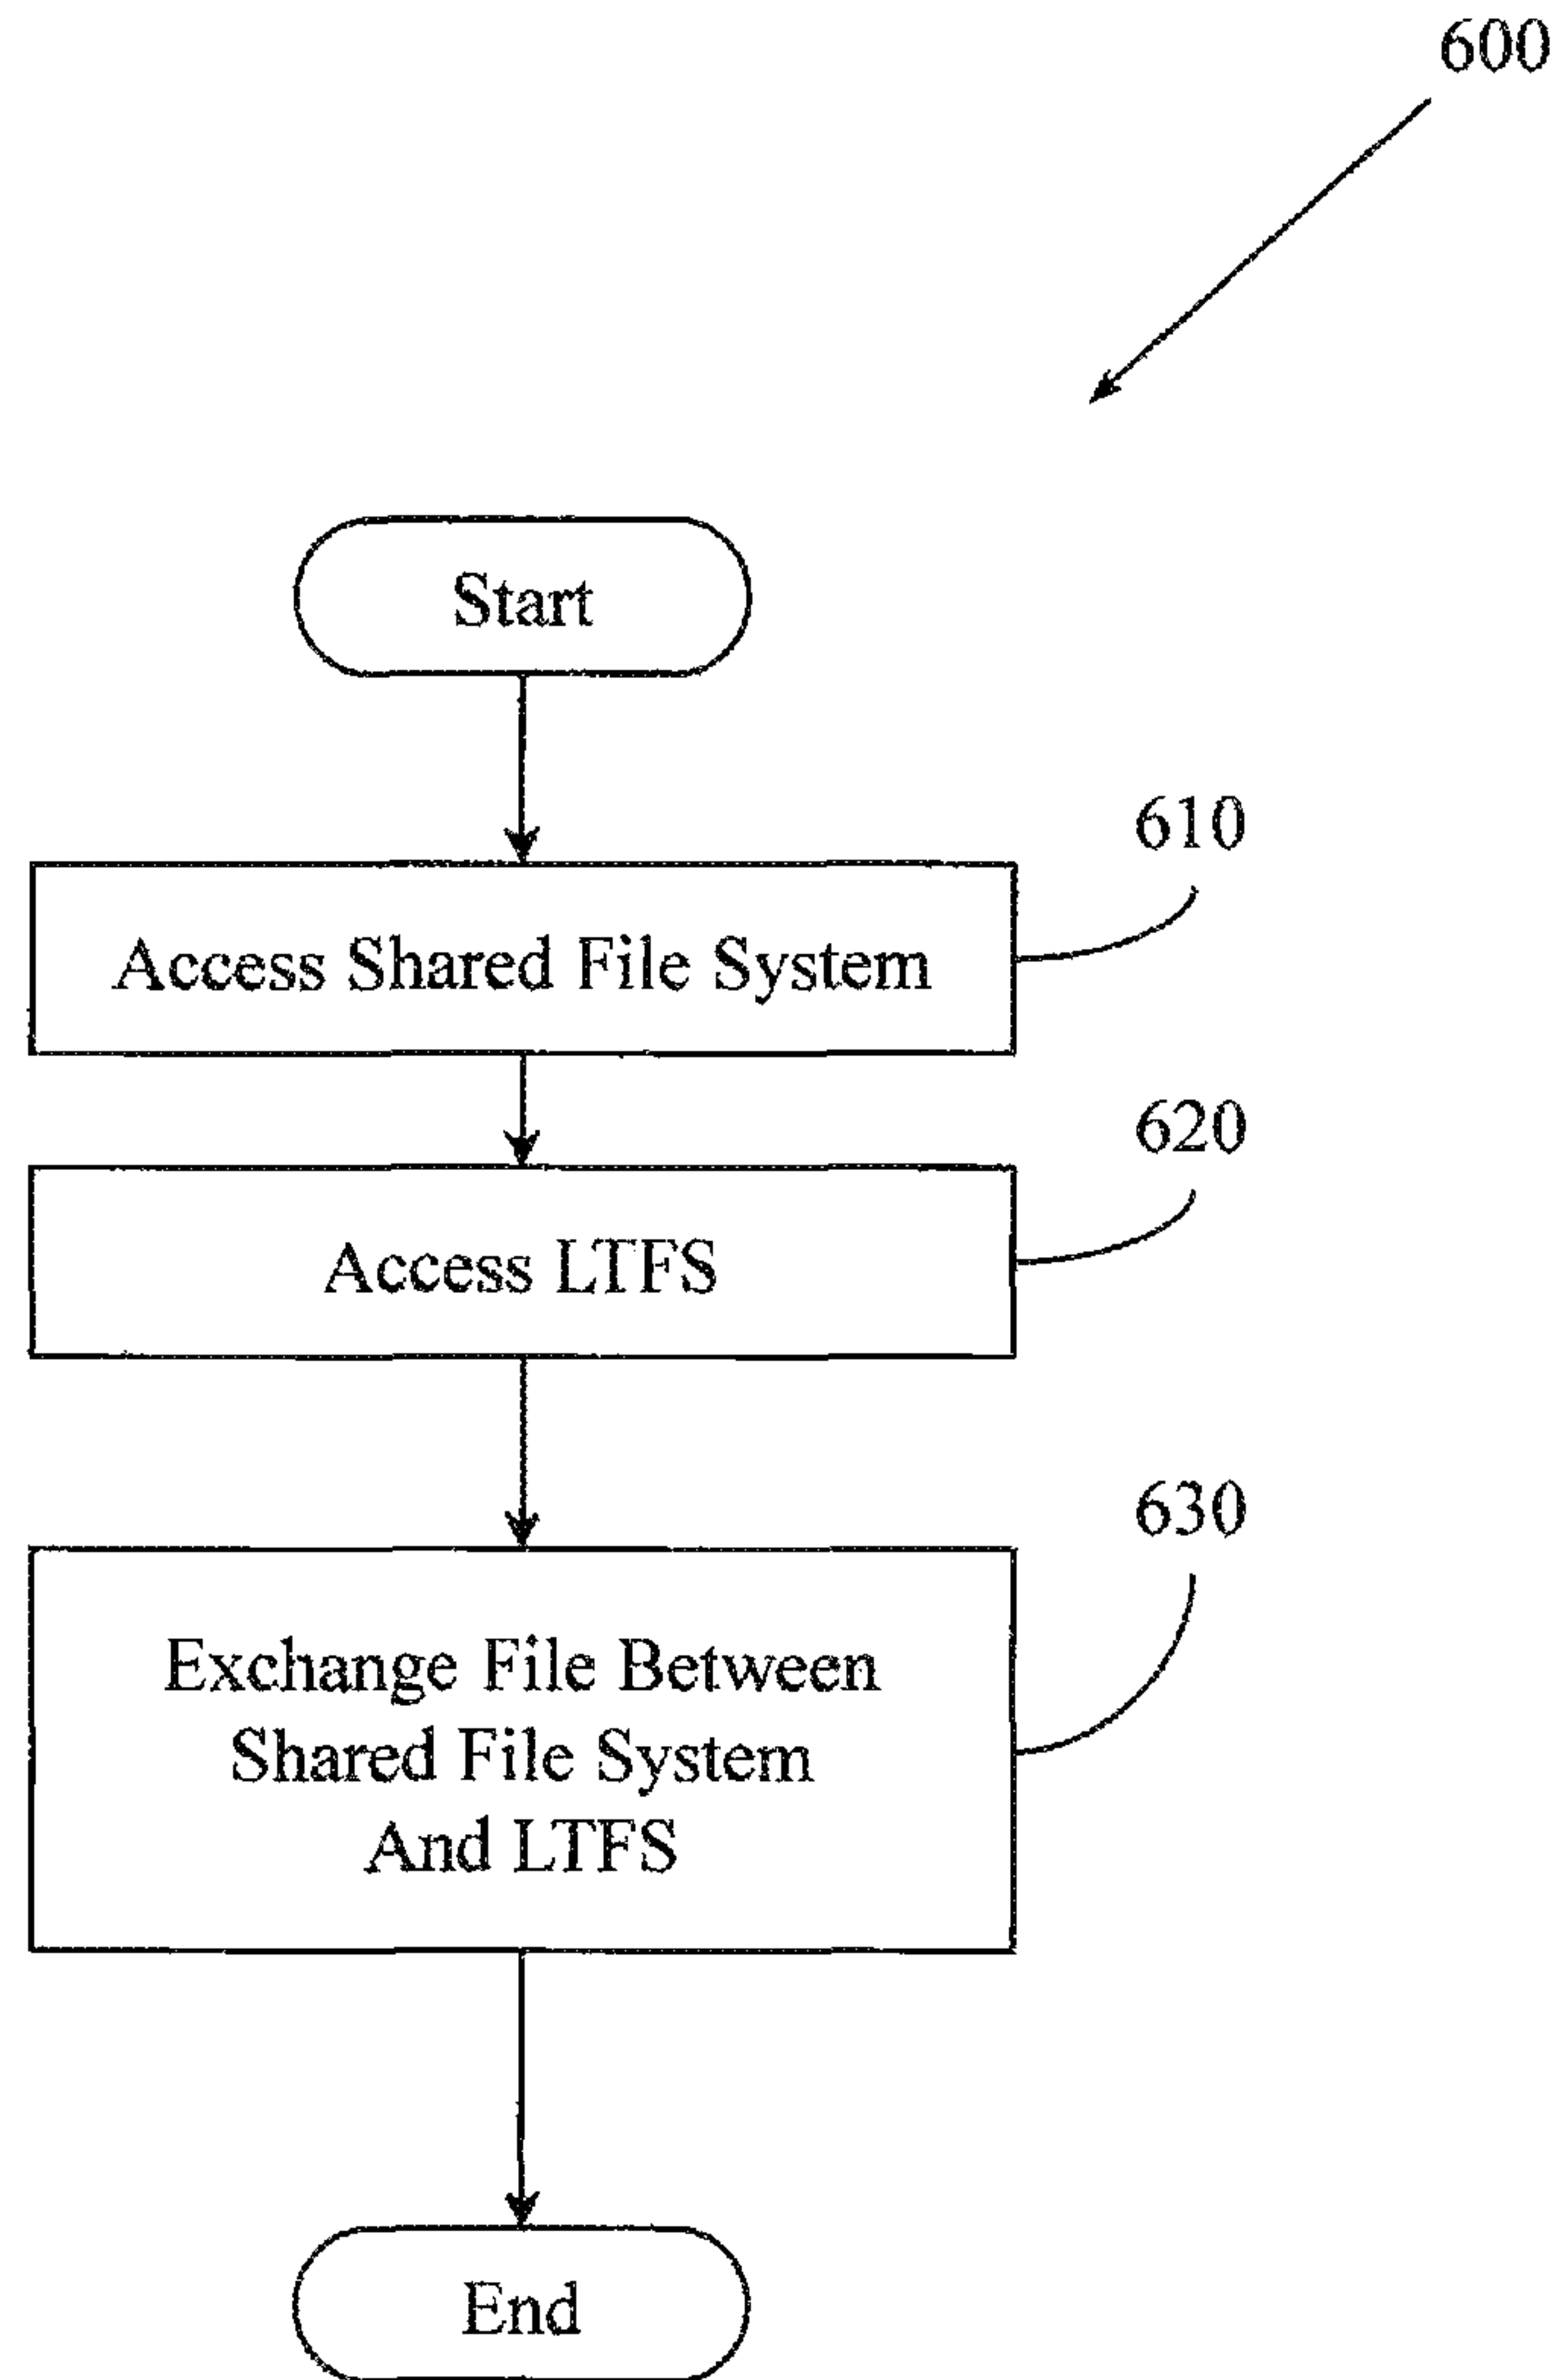 600
Start
610
Access Shared File System
620
Access LTFS
630
Exchange File Between
Shared File System
And LTFS
End